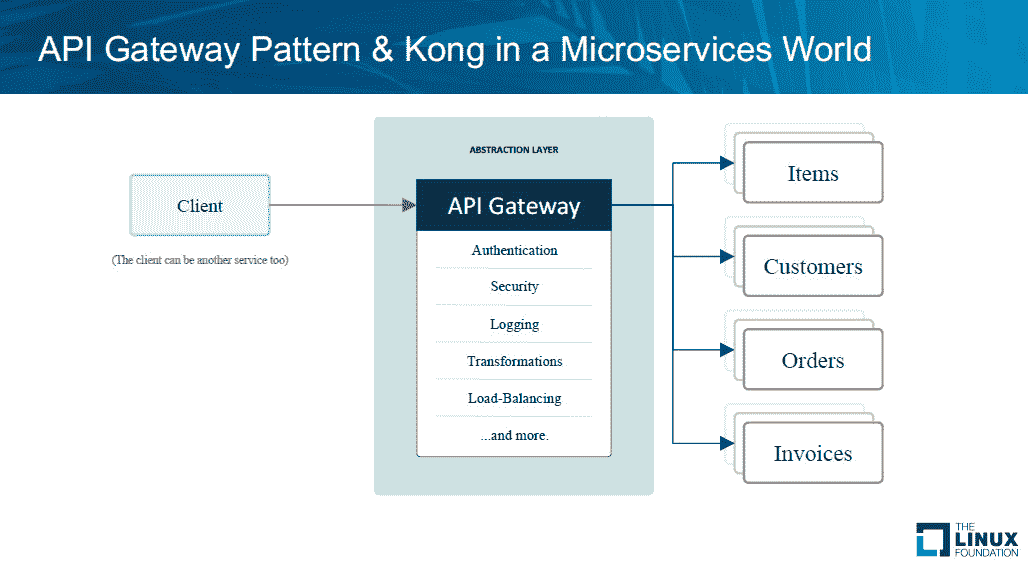 API Gateway Pattern & Kong in a Microservices World
ABSTRACTION LAYER
Client
(The client can be another service too)
API Gateway
Authentication
Security
Logging
Transformations
Load-Balancing
...and more.
Items
Customers
Orders
Invoices
THE
LINUX
FOUNDATION